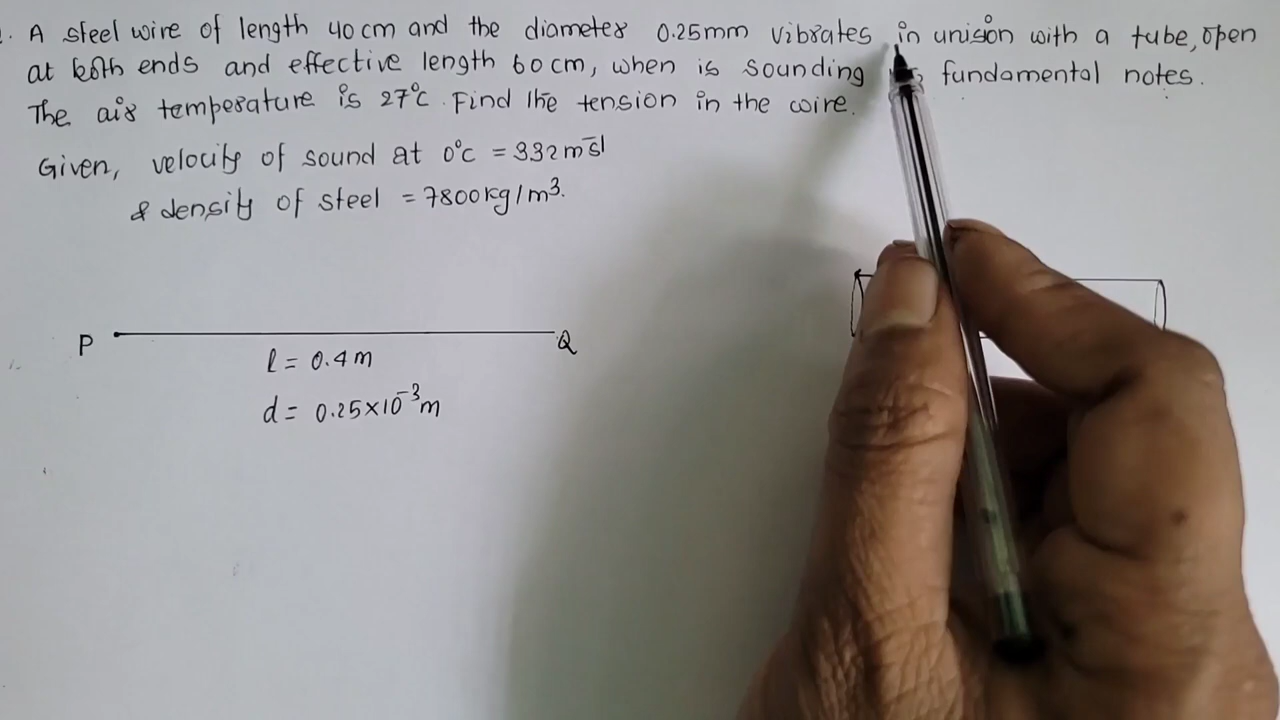 . A steel wire of length 40 cm and the diameter 0.25mm vibrates in unison with a tube, open
at both ends and effective length 60 cm, when is sounding fundamental notes.
The air temperature is 27°C. Find the tension in the wire.
Given, velocity of sound at 0°C = 332 ms⁻¹
& density of steel = 7800 kg/m³.
P Q
l = 0.4 m
d = 0.25×10⁻³m